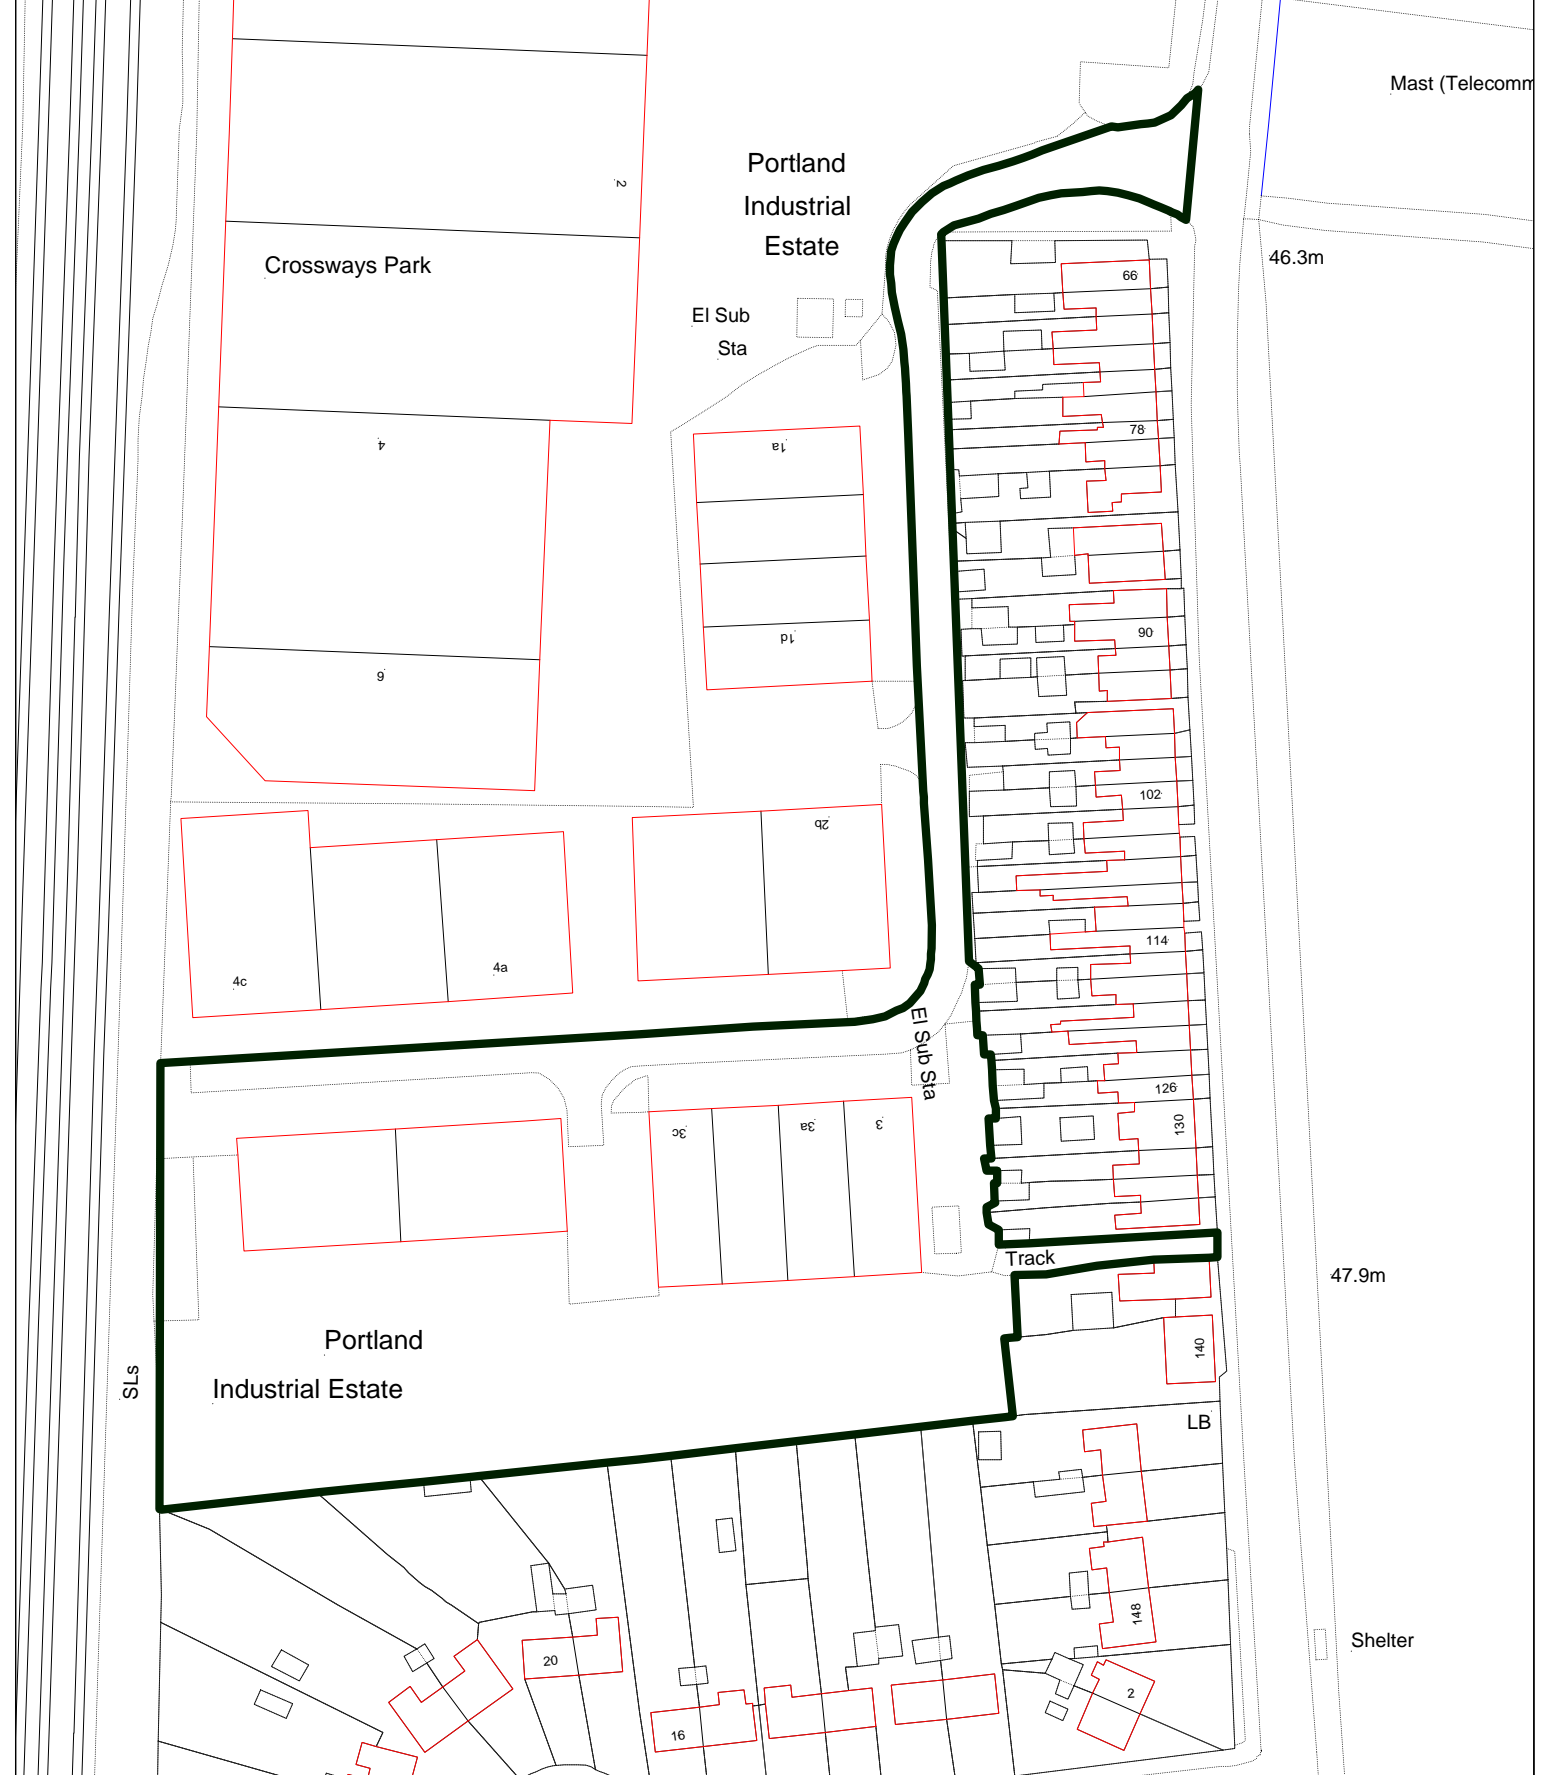 Mast (Telecomm
Portland
Industrial
Estate
2
Crossways Park
46.3m
66
El Sub
Sta
78
4
1a
1d
90
6
102
2b
114
4c
4a
El Sub Sta
126
130
3c
3a
3
Track
47.9m
Portland
Industrial Estate
140
SLs
LB
148
Shelter
20
2
16